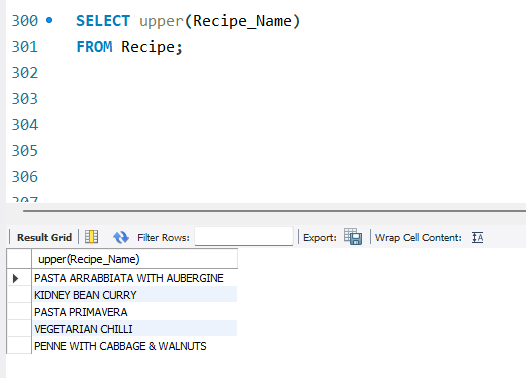 300 SELECT upper(Recipe_Name)
301 FROM Recipe;
302
303
304
305
306
Result Grid Filter Rows: Export: Wrap Cell Content: IA
upper(Recipe_Name)
PASTA ARRABBIATA WITH AUBERGINE
KIDNEY BEAN CURRY
PASTA PRIMAVERA
VEGETARIAN CHILLI
PENNE WITH CABBAGE & WALNUTS